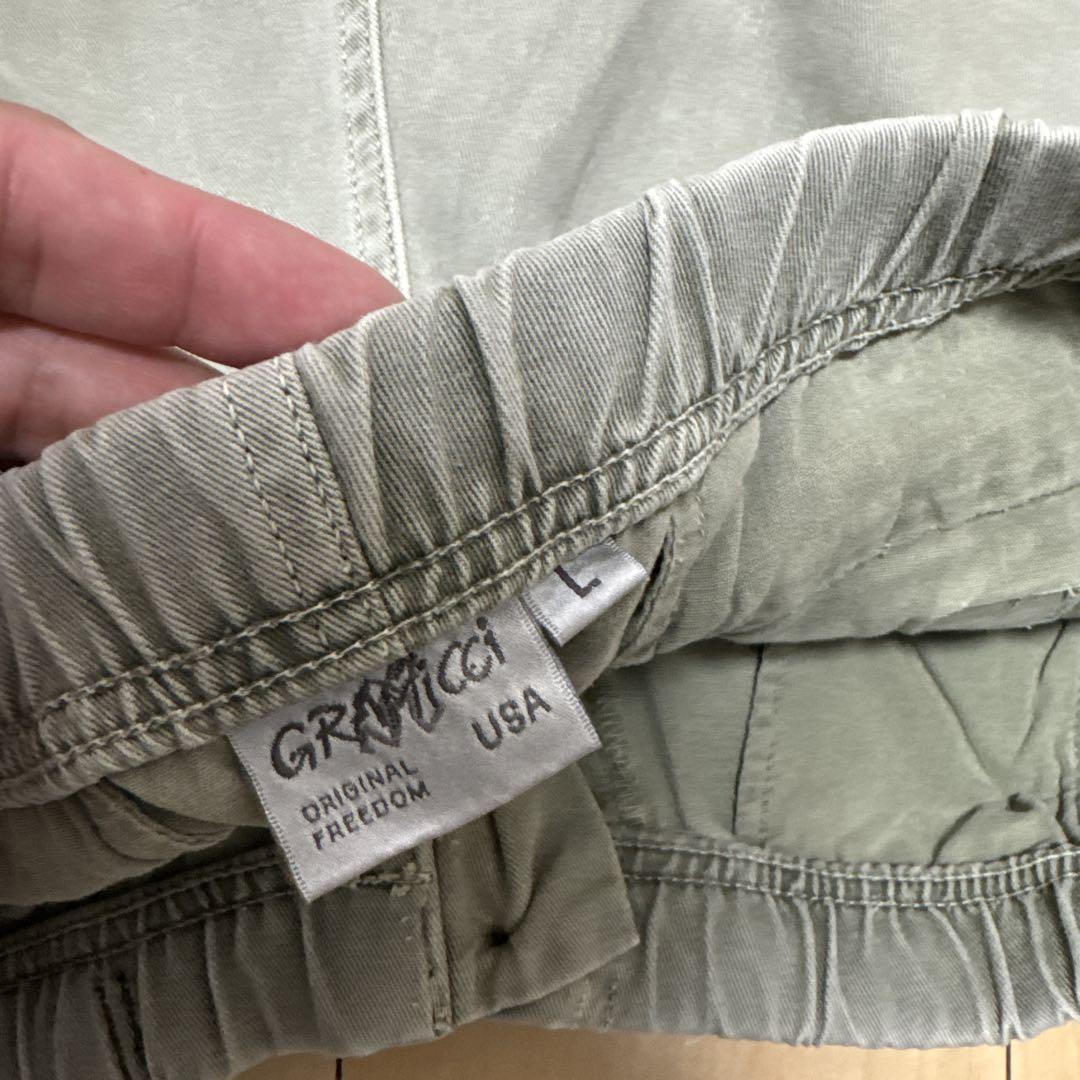 L
GRAMiCCi
USA
ORIGINAL
FREEDOM